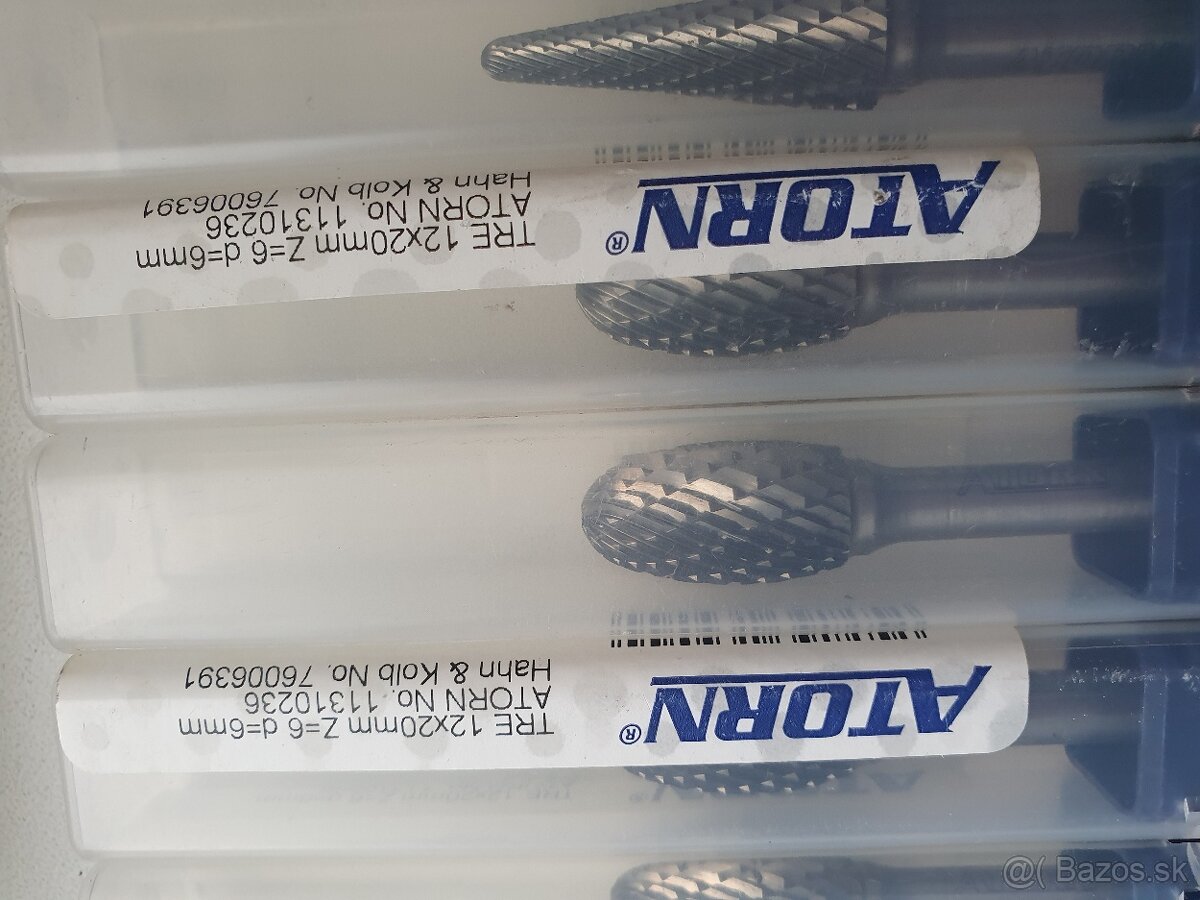 ATORN®
TRE 12x20mm Z=6 d=6mm
ATORN No. 11310236
Hahn & Kolb No. 76006391
ATORN®
TRE 12x20mm Z=6 d=6mm
ATORN No. 11310236
Hahn & Kolb No. 76006391
@( Bazos.sk